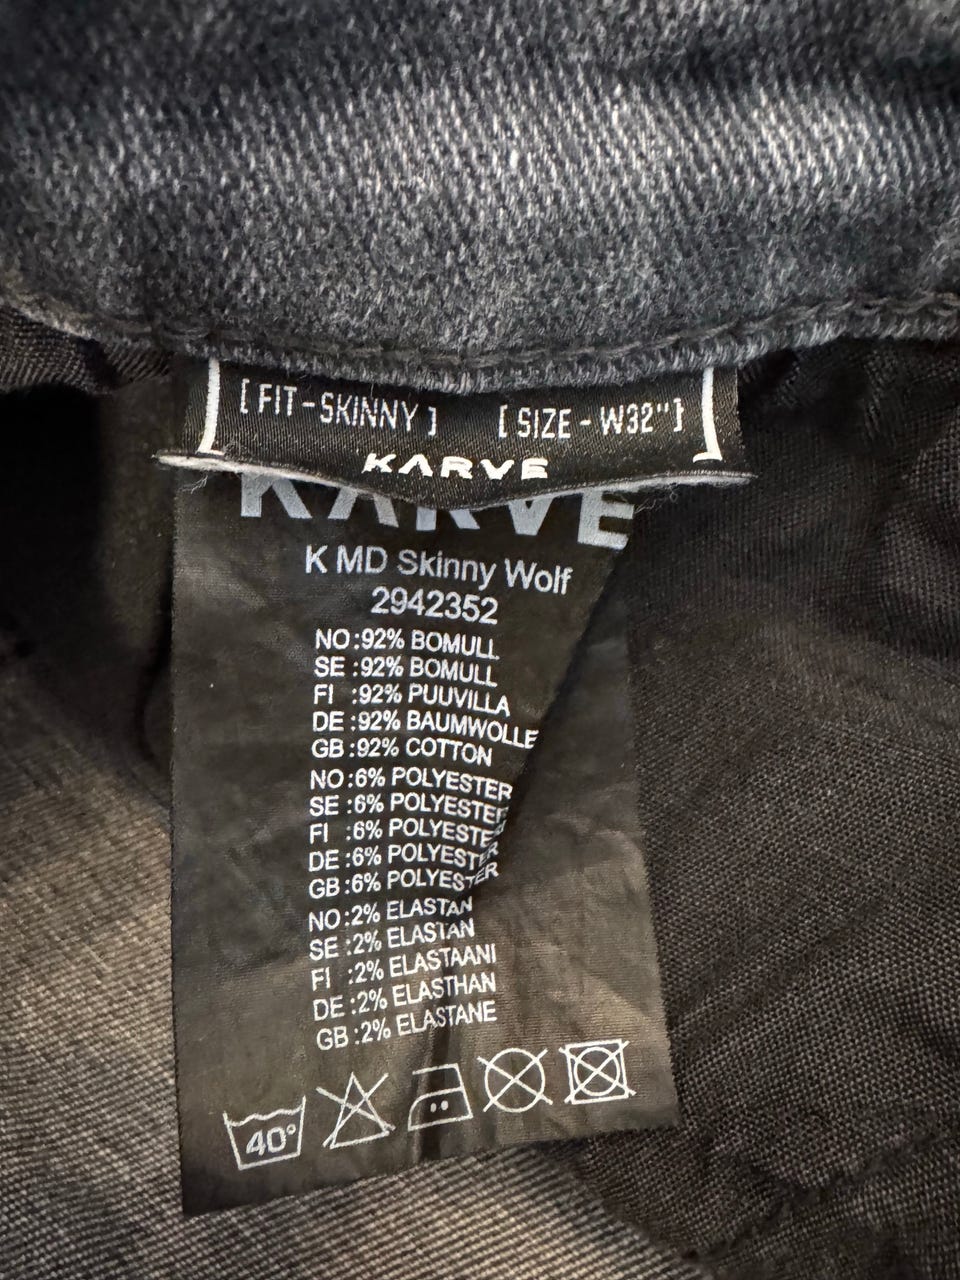 [ FIT - SKINNY ] [ SIZE - W32" ]
KARVE
KARVE
K MD Skinny Wolf
2942352
NO:92% BOMULL
SE :92% BOMULL
FI :92% PUUVILLA
DE:92% BAUMWOLLE
GB:92% COTTON
NO:6% POLYESTER
SE :6% POLYESTER
FI :6% POLYESTER
DE:6% POLYESTER
GB:6% POLYESTER
NO:2% ELASTAN
SE :2% ELASTAN
FI :2% ELASTAANI
DE:2% ELASTHAN
GB:2% ELASTANE
40°